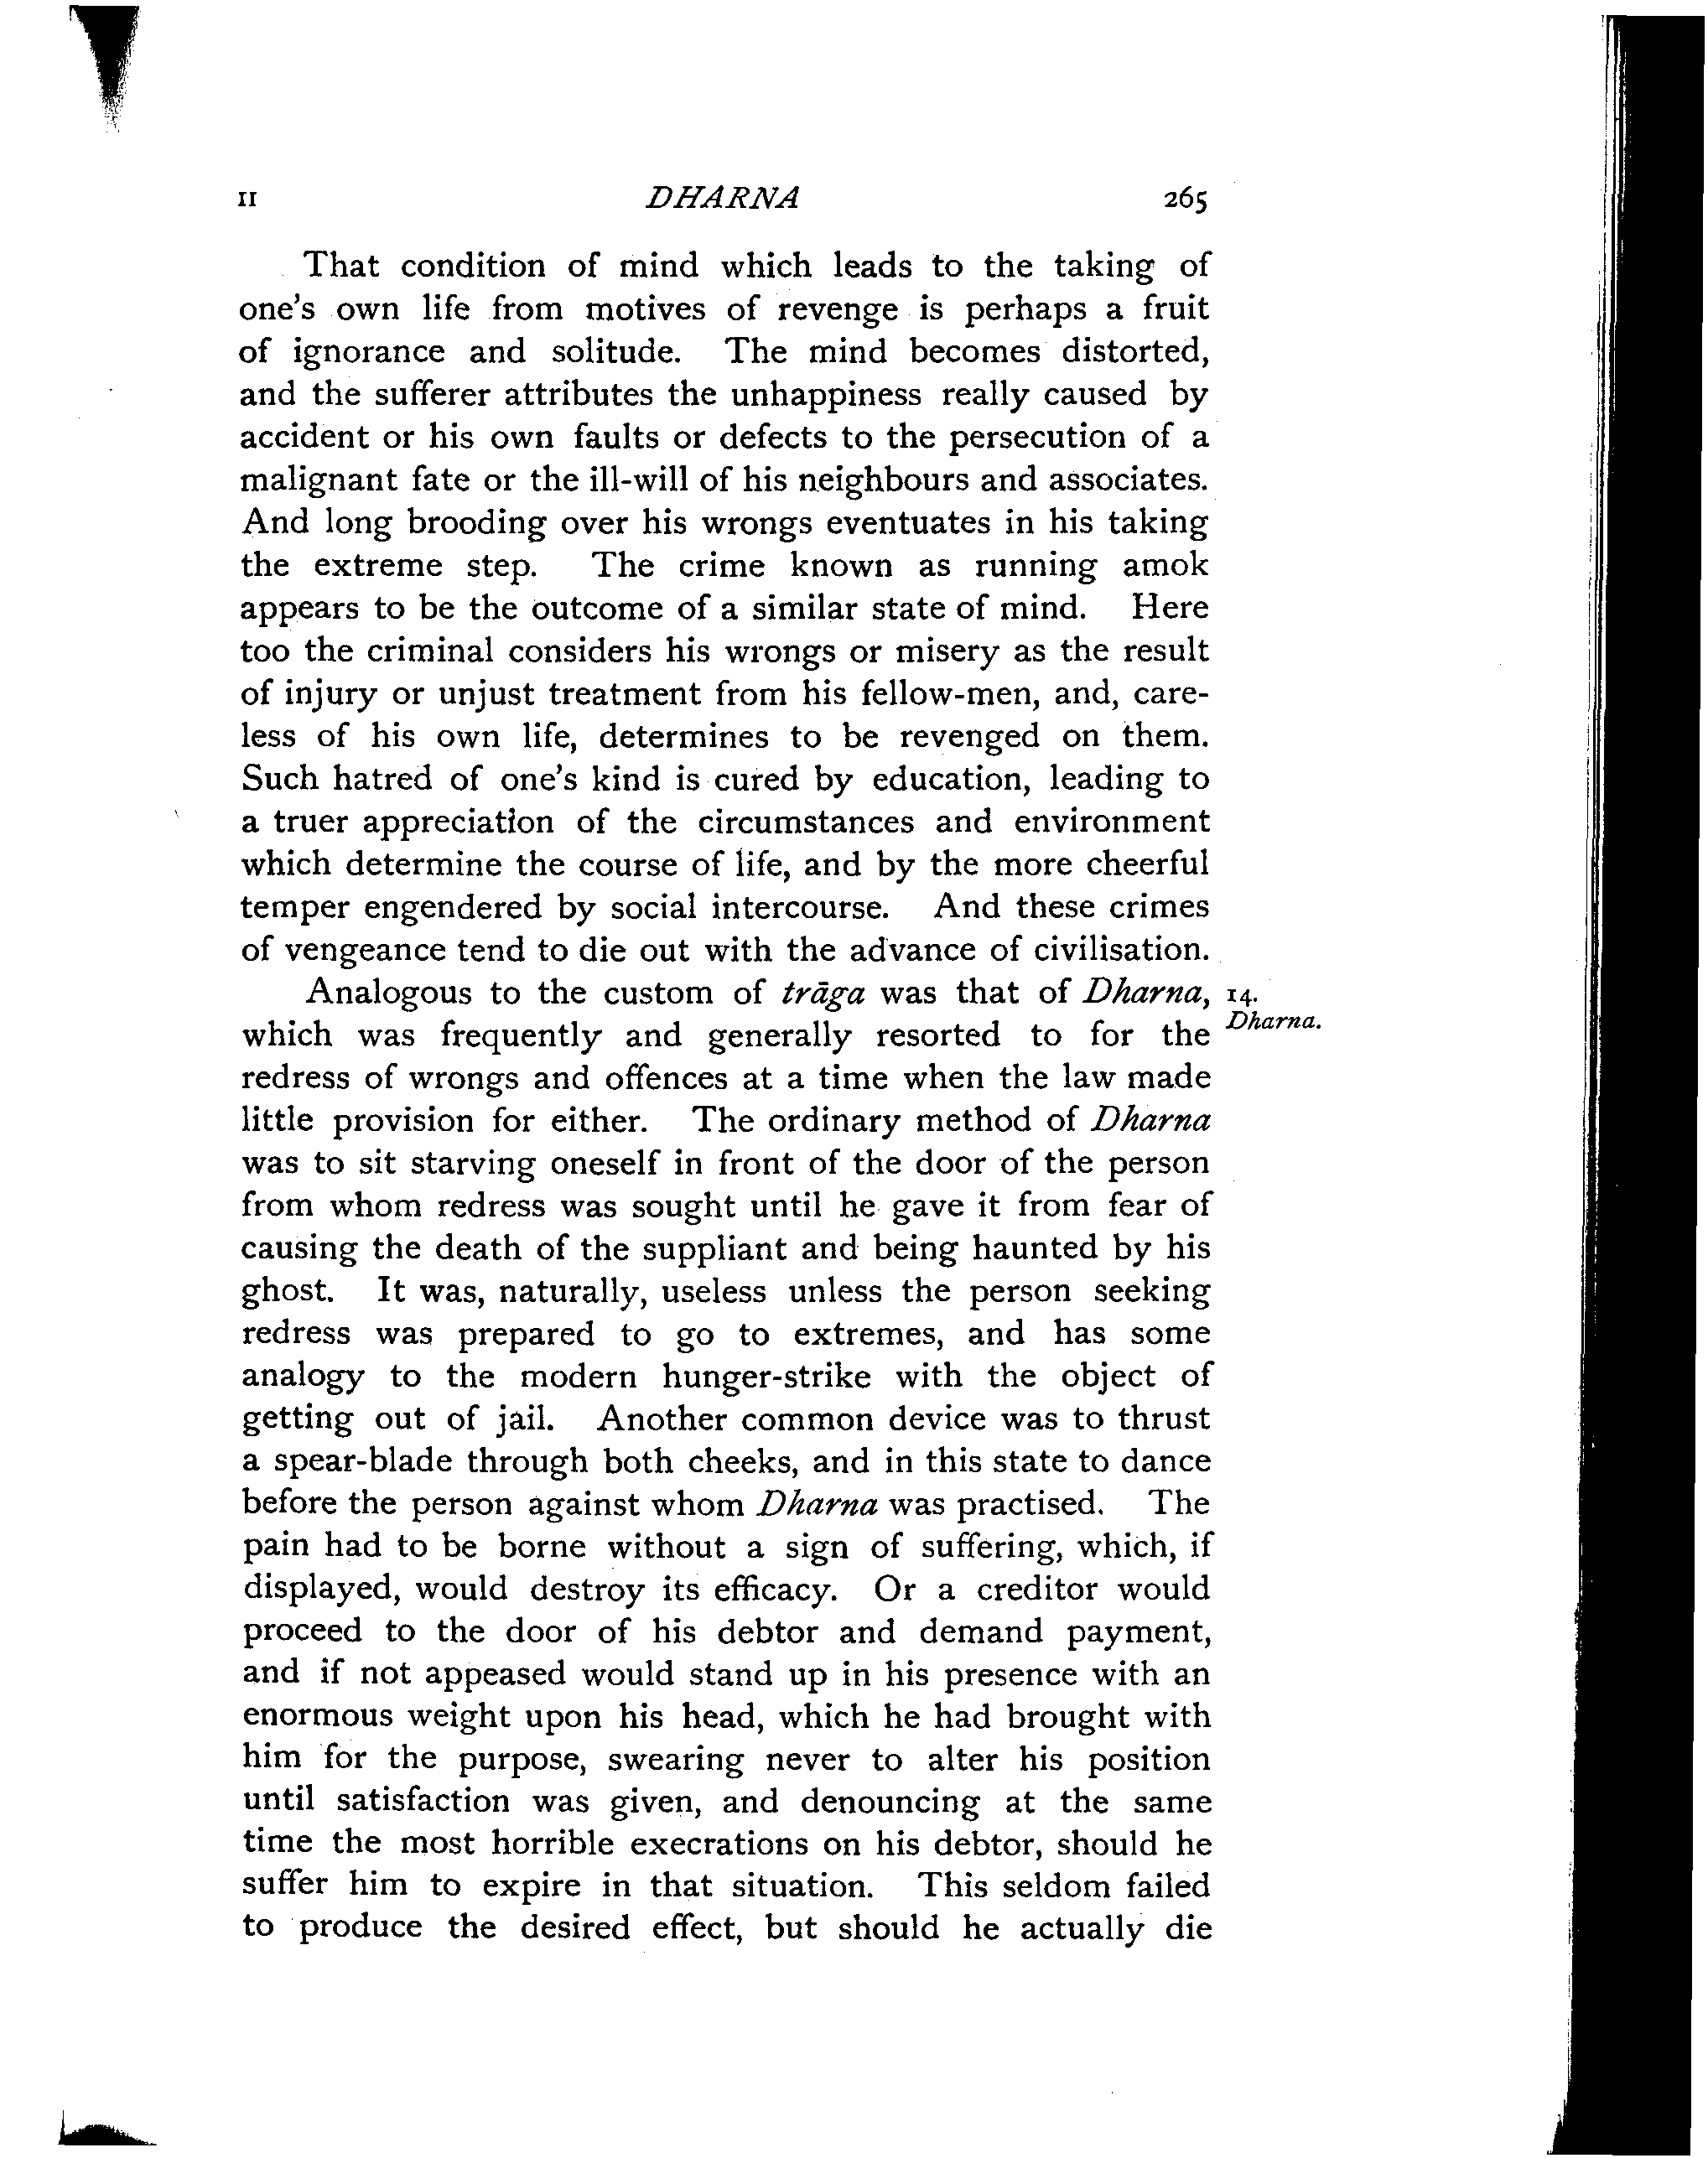 II DHARNA 265
That condition of mind which leads to the taking of
one's own life from motives of revenge is perhaps a fruit
of ignorance and solitude. The mind becomes distorted,
and the sufferer attributes the unhappiness really caused by
accident or his own faults or defects to the persecution of a
malignant fate or the ill-will of his neighbours and associates.
And long brooding over his wrongs eventuates in his taking
the extreme step. The crime known as running amok
appears to be the outcome of a similar state of mind. Here
too the criminal considers his wrongs or misery as the result
of injury or unjust treatment from his fellow-men, and, care-
less of his own life, determines to be revenged on them.
Such hatred of one's kind is cured by education, leading to
a truer appreciation of the circumstances and environment
which determine the course of life, and by the more cheerful
temper engendered by social intercourse. And these crimes
of vengeance tend to die out with the advance of civilisation.
Analogous to the custom of trāga was that of Dharna, 14.
which was frequently and generally resorted to for the Dharna.
redress of wrongs and offences at a time when the law made
little provision for either. The ordinary method of Dharna
was to sit starving oneself in front of the door of the person
from whom redress was sought until he gave it from fear of
causing the death of the suppliant and being haunted by his
ghost. It was, naturally, useless unless the person seeking
redress was prepared to go to extremes, and has some
analogy to the modern hunger-strike with the object of
getting out of jail. Another common device was to thrust
a spear-blade through both cheeks, and in this state to dance
before the person against whom Dharna was practised. The
pain had to be borne without a sign of suffering, which, if
displayed, would destroy its efficacy. Or a creditor would
proceed to the door of his debtor and demand payment,
and if not appeased would stand up in his presence with an
enormous weight upon his head, which he had brought with
him for the purpose, swearing never to alter his position
until satisfaction was given, and denouncing at the same
time the most horrible execrations on his debtor, should he
suffer him to expire in that situation. This seldom failed
to produce the desired effect, but should he actually die